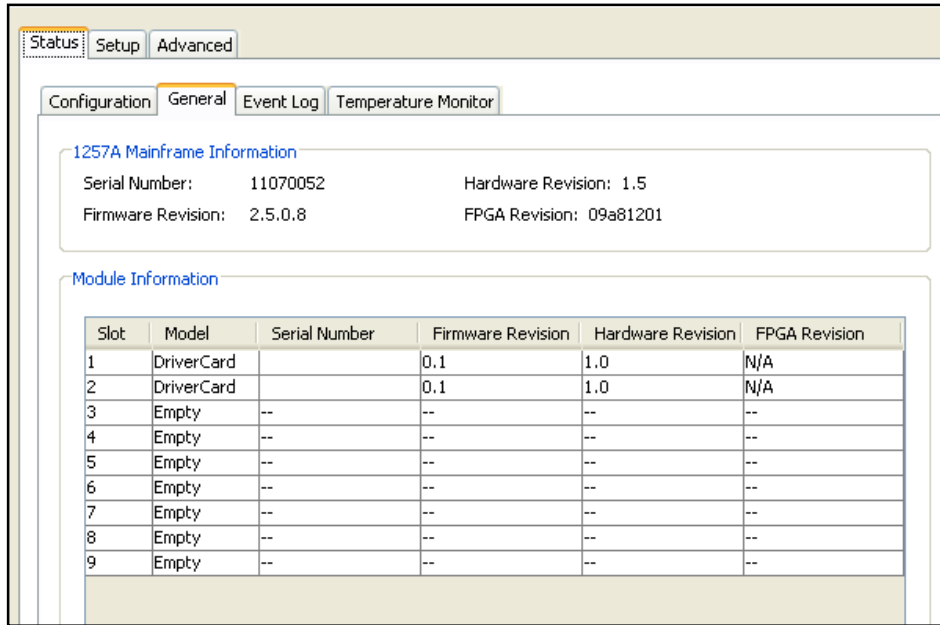 Status Setup Advanced
Configuration General Event Log Temperature Monitor
1257A Mainframe Information
Serial Number: 11070052 Hardware Revision: 1.5
Firmware Revision: 2.5.0.8 FPGA Revision: 09a81201
Module Information
Slot Model Serial Number Firmware Revision Hardware Revision FPGA Revision
1 DriverCard 0.1 1.0 N/A
2 DriverCard 0.1 1.0 N/A
3 Empty -- -- -- --
4 Empty -- -- -- --
5 Empty -- -- -- --
6 Empty -- -- -- --
7 Empty -- -- -- --
8 Empty -- -- -- --
9 Empty -- -- -- --